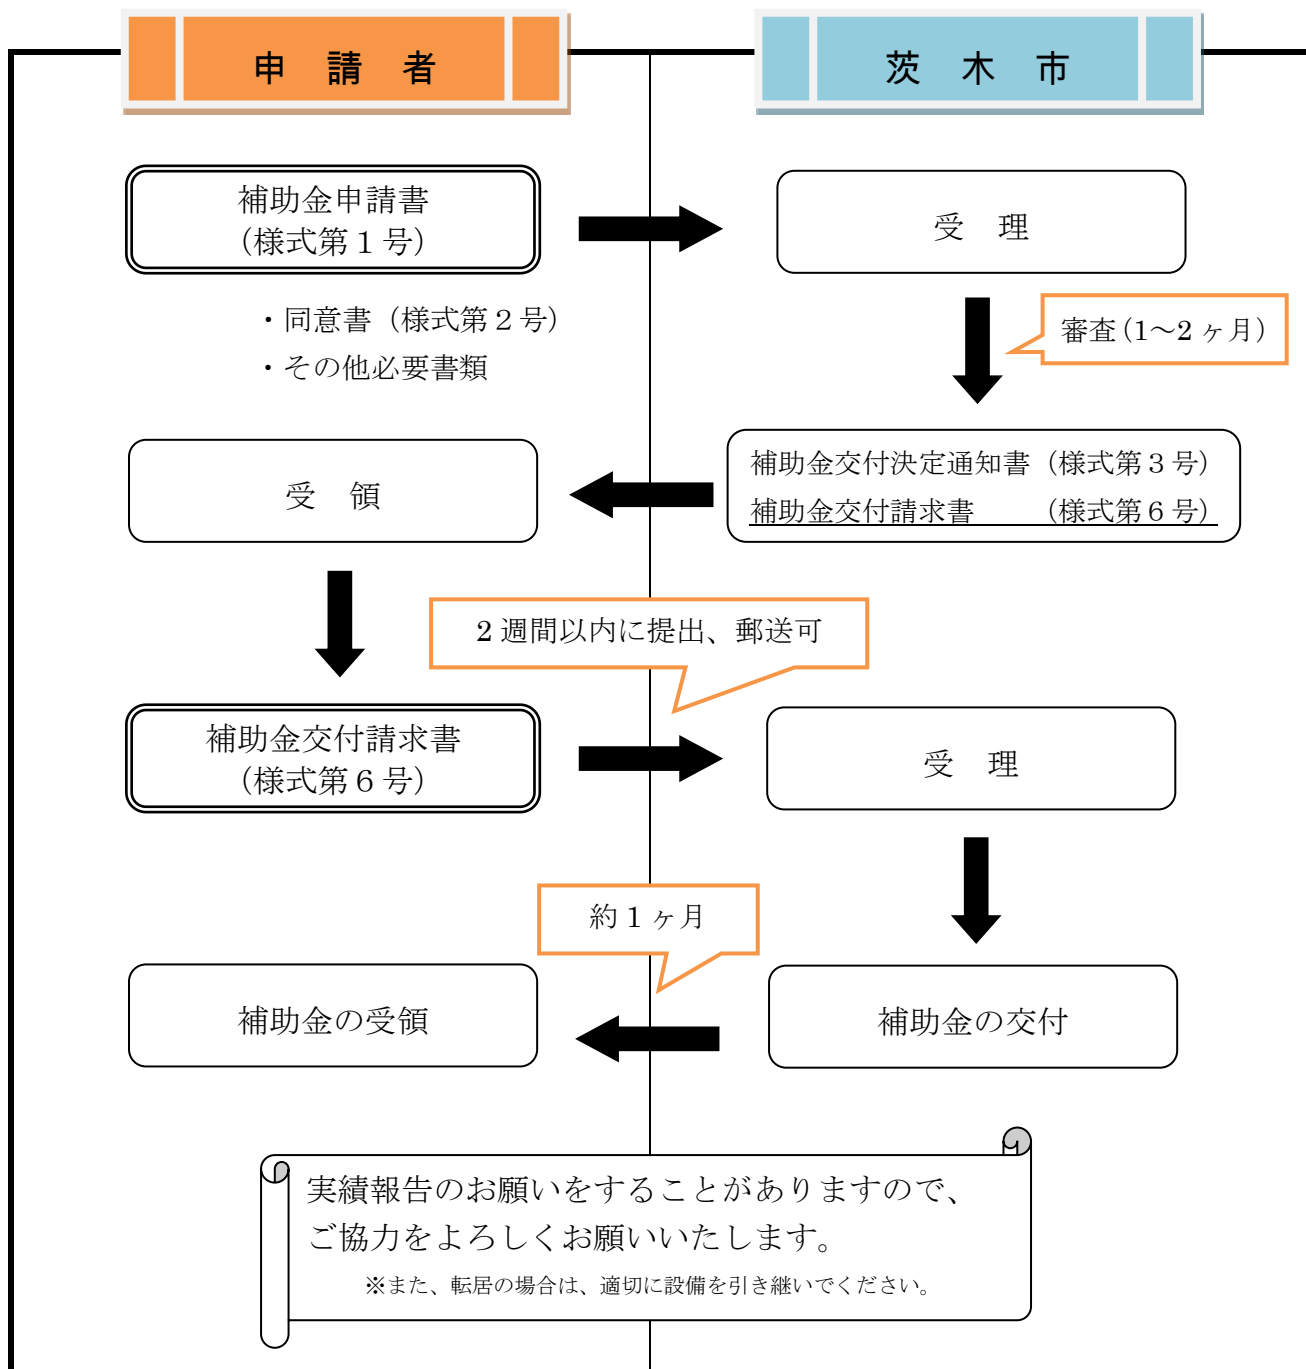 申　請　者
茨　木　市
補助金申請書
（様式第１号）
受　理
・同意書（様式第２号）
・その他必要書類
審査（1～2ヶ月）
補助金交付決定通知書（様式第３号）
補助金交付請求書　　　（様式第６号）
受　領
2週間以内に提出、郵送可
補助金交付請求書
（様式第６号）
受　理
約1ヶ月
補助金の受領
補助金の交付
実績報告のお願いをすることがありますので、
ご協力をよろしくお願いいたします。
※また、転居の場合は、適切に設備を引き継いでください。